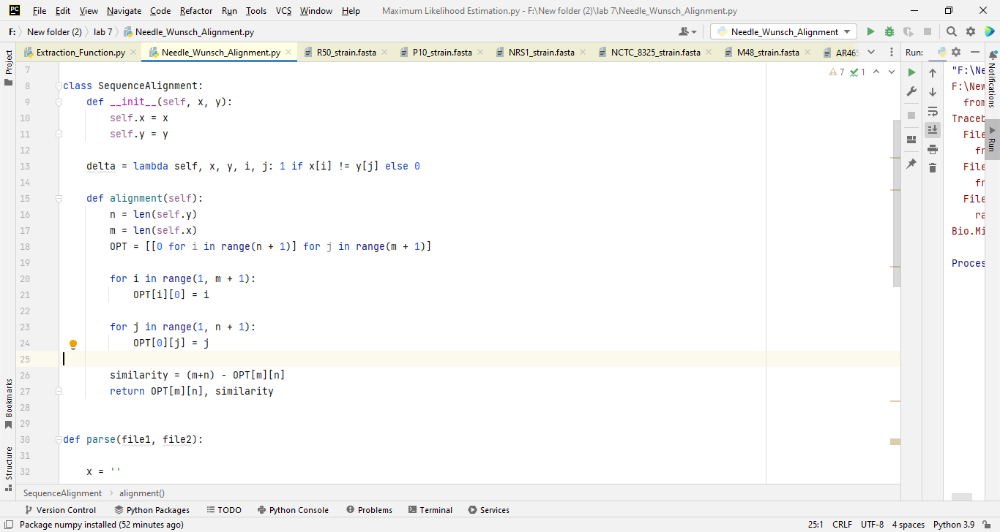 PC File Edit View Navigate Code Refactor Run Tools VCS Window Help Maximum Likelihood Estimation.py - F:\New folder (2)\lab 7\Needle_Wunsch_Alignment.py
F: New folder (2) lab 7 Needle_Wunsch_Alignment.py Needle_Wunsch_Alignment
Extraction_Function.py Needle_Wunsch_Alignment.py R50_strain.fasta P10_strain.fasta NRS1_strain.fasta NCTC_8325_strain.fasta M48_strain.fasta AR465 Run:
Project
Bookmarks
Structure
7
8 class SequenceAlignment:
9 def __init__(self, x, y):
10 self.x = x
11 self.y = y
12
13 delta = lambda self, x, y, i, j: 1 if x[i] != y[j] else 0
14
15 def alignment(self):
16 n = len(self.y)
17 m = len(self.x)
18 OPT = [[0 for i in range(n + 1)] for j in range(m + 1)]
19
20 for i in range(1, m + 1):
21 OPT[i][0] = i
22
23 for j in range(1, n + 1):
24 OPT[0][j] = j
25
26 similarity = (m+n) - OPT[m][n]
27 return OPT[m][n], similarity
28
29
30 def parse(file1, file2):
31
32 x = ''
7 1
"F:\Ne
F:\New
from
Traceb
File
fr
File
fr
File
ra
Bio.Mi
Proces
Notifications
Run
SequenceAlignment alignment()
Version Control Python Packages TODO Python Console Problems Terminal Services
Package numpy installed (52 minutes ago) 25:1 CRLF UTF-8 4 spaces Python 3.9